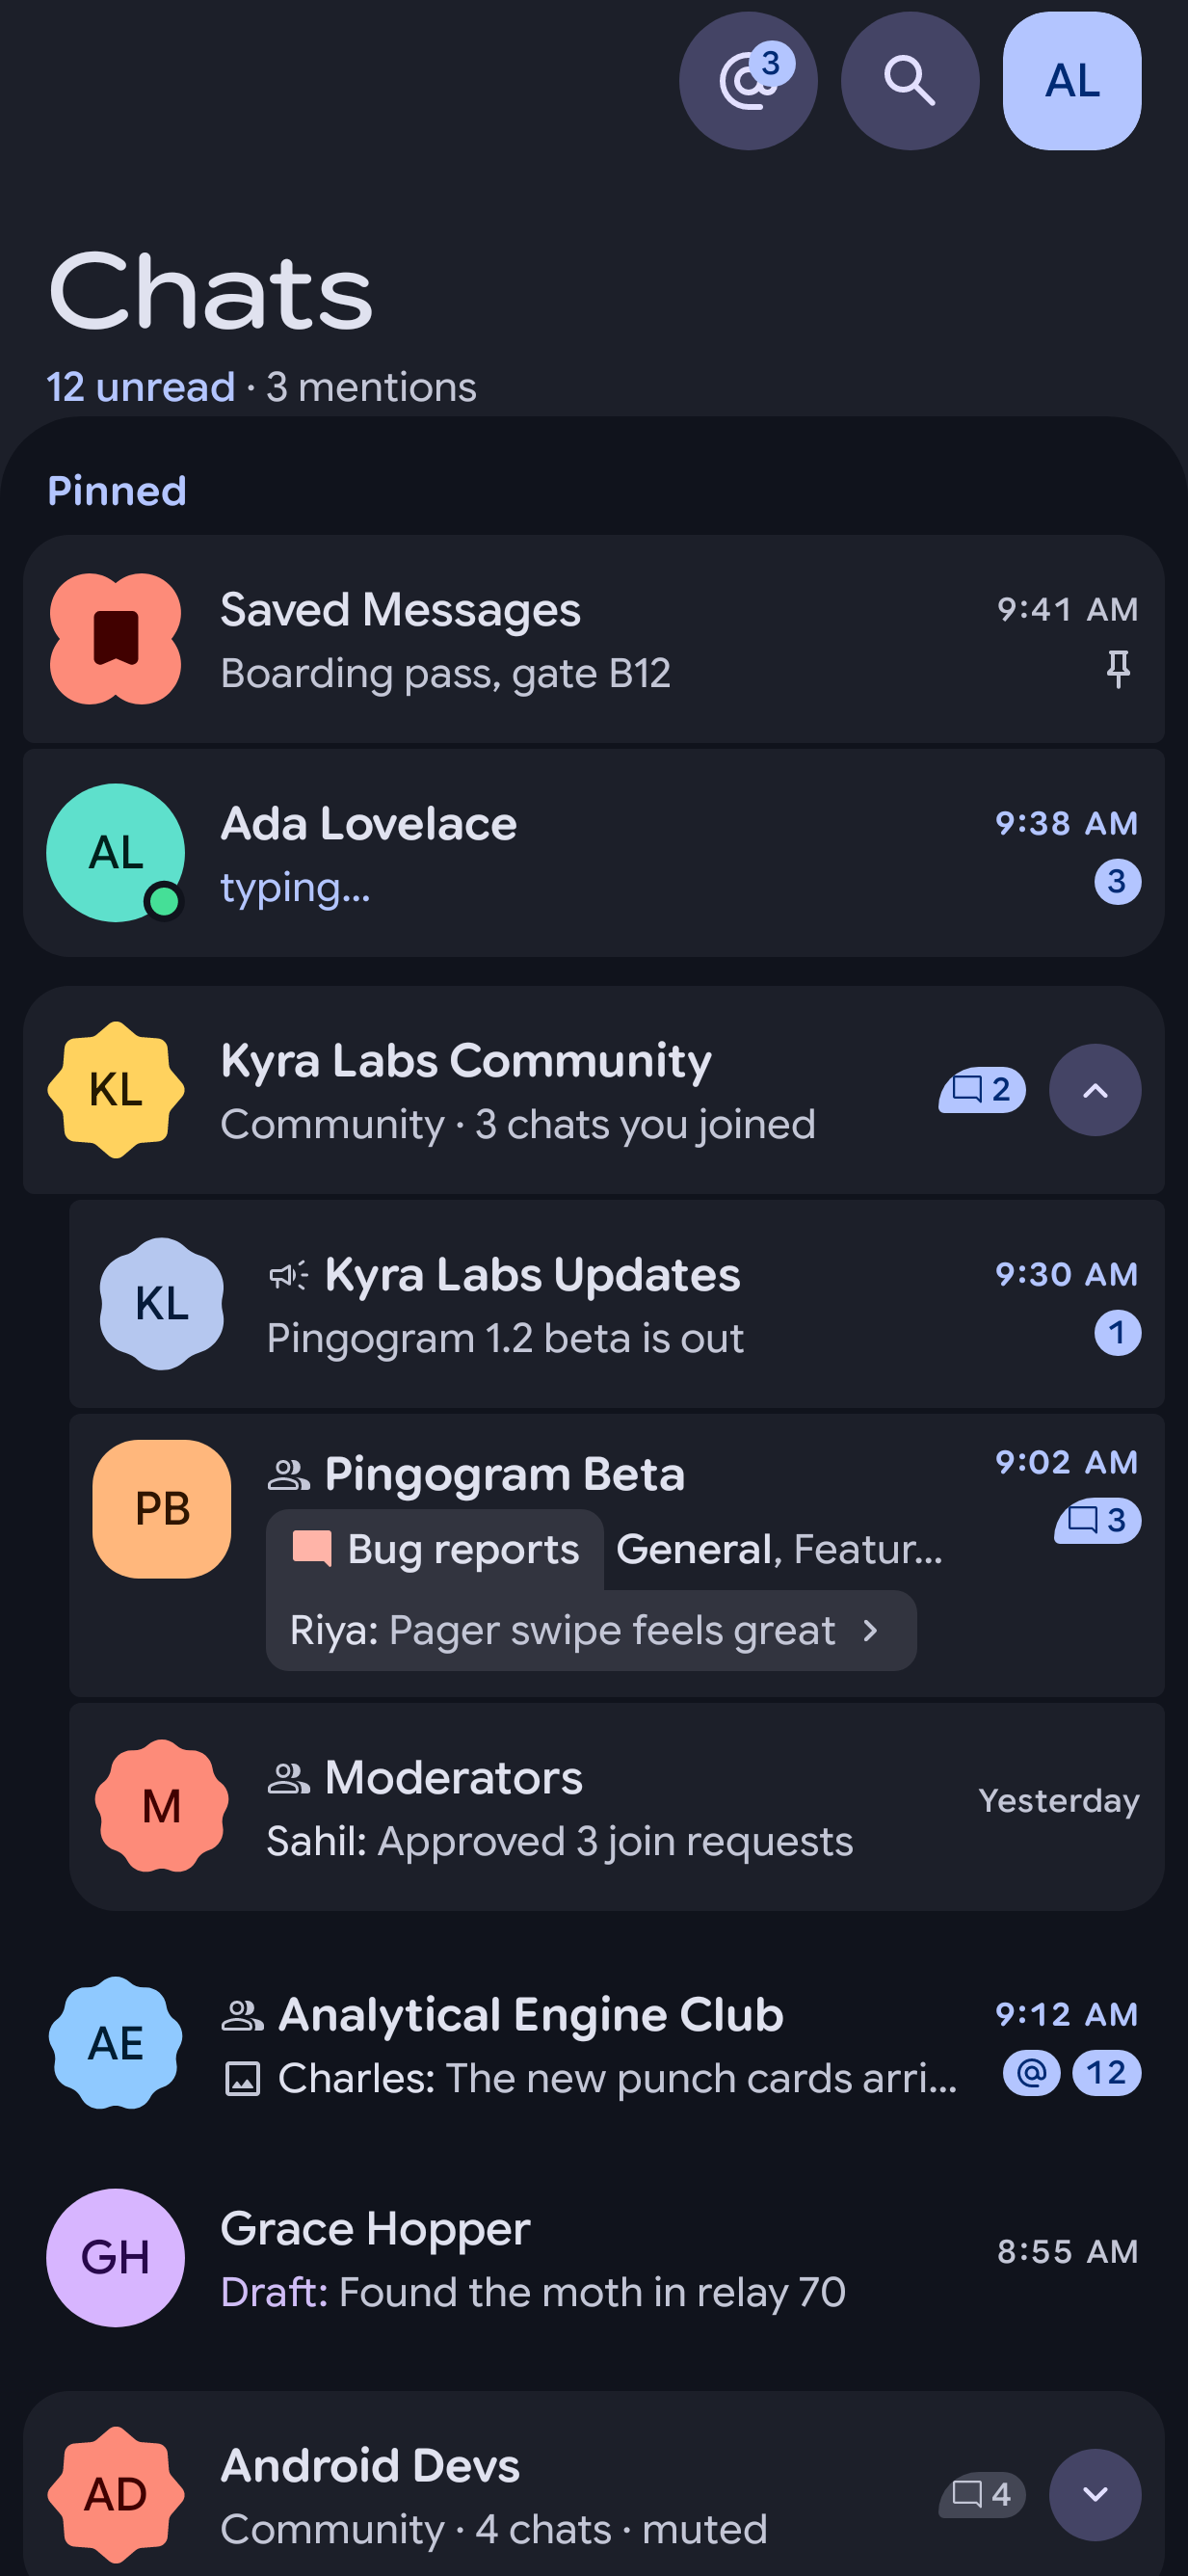 3
AL
Chats
12 unread · 3 mentions
Pinned
Saved Messages
9:41 AM
Boarding pass, gate B12
AL
Ada Lovelace
9:38 AM
typing...
3
KL
Kyra Labs Community
Community · 3 chats you joined
2
KL
Kyra Labs Updates
9:30 AM
Pingogram 1.2 beta is out
1
PB
Pingogram Beta
9:02 AM
3
Bug reports General, Featur...
Riya: Pager swipe feels great
M
Moderators
Yesterday
Sahil: Approved 3 join requests
AE
Analytical Engine Club
9:12 AM
Charles: The new punch cards arri...
@ 12
GH
Grace Hopper
8:55 AM
Draft: Found the moth in relay 70
AD
Android Devs
Community · 4 chats · muted
4